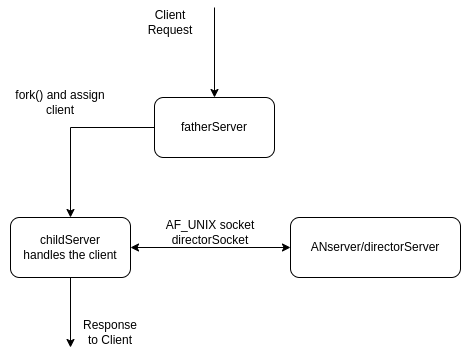 Client
Request
fork() and assign
client
fatherServer
AF_UNIX socket
directorSocket
childServer
handles the client
ANserver/directorServer
Response
to Client